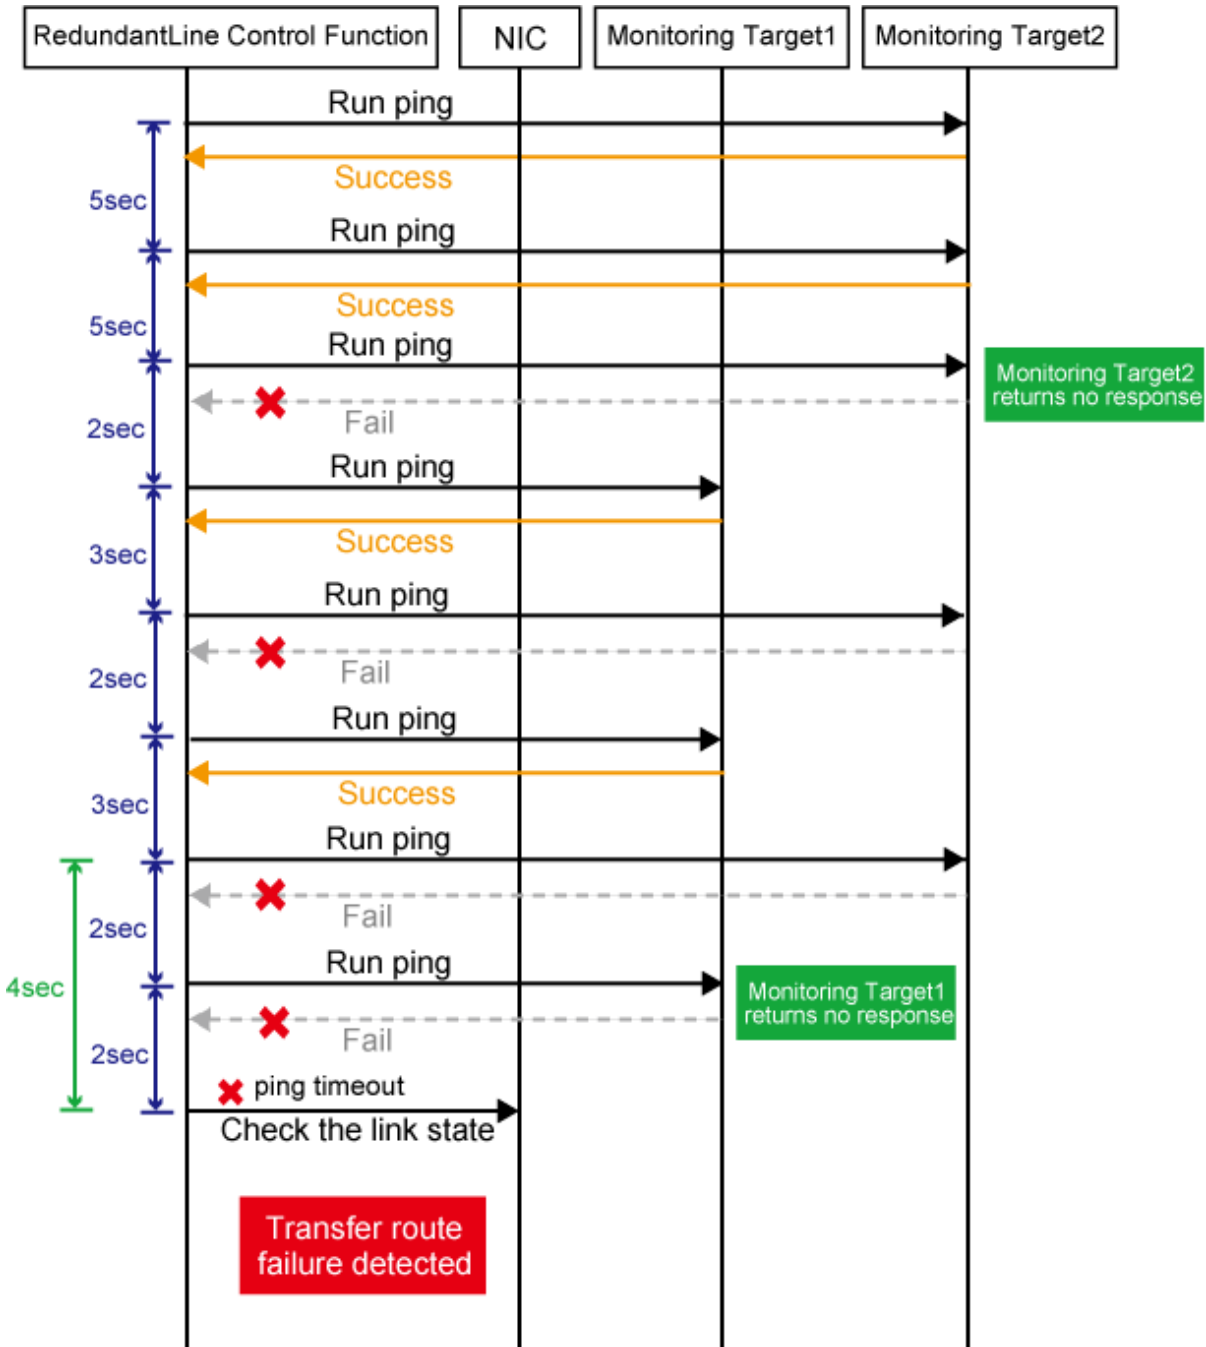 RedundantLine Control Function
NIC
Monitoring Target1
Monitoring Target2
Run ping
Success
5sec
Run ping
Success
5sec
Run ping
Monitoring Target2
returns no response
Fail
2sec
Run ping
Success
3sec
Run ping
Fail
2sec
Run ping
Success
3sec
Run ping
Fail
2sec
Run ping
4sec
Monitoring Target1
returns no response
Fail
2sec
ping timeout
Check the link state
Transfer route
failure detected